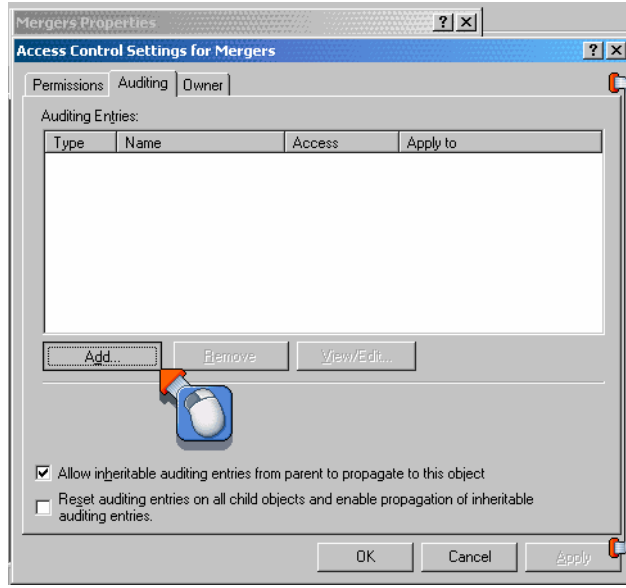 Mergers Properties
Access Control Settings for Mergers
Permissions Auditing Owner
Auditing Entries:
Type Name Access Apply to
Add... Remove View/Edit...
Allow inheritable auditing entries from parent to propagate to this object
Reset auditing entries on all child objects and enable propagation of inheritable
auditing entries.
OK Cancel Apply